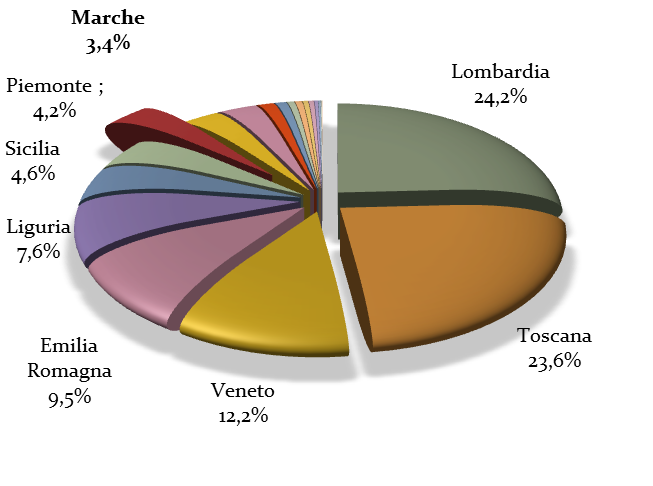 Marche
3,4%
Lombardia
24,2%
Piemonte ;
4,2%
Sicilia
4,6%
Liguria
7,6%
Emilia
Romagna
9,5%
Veneto
12,2%
Toscana
23,6%